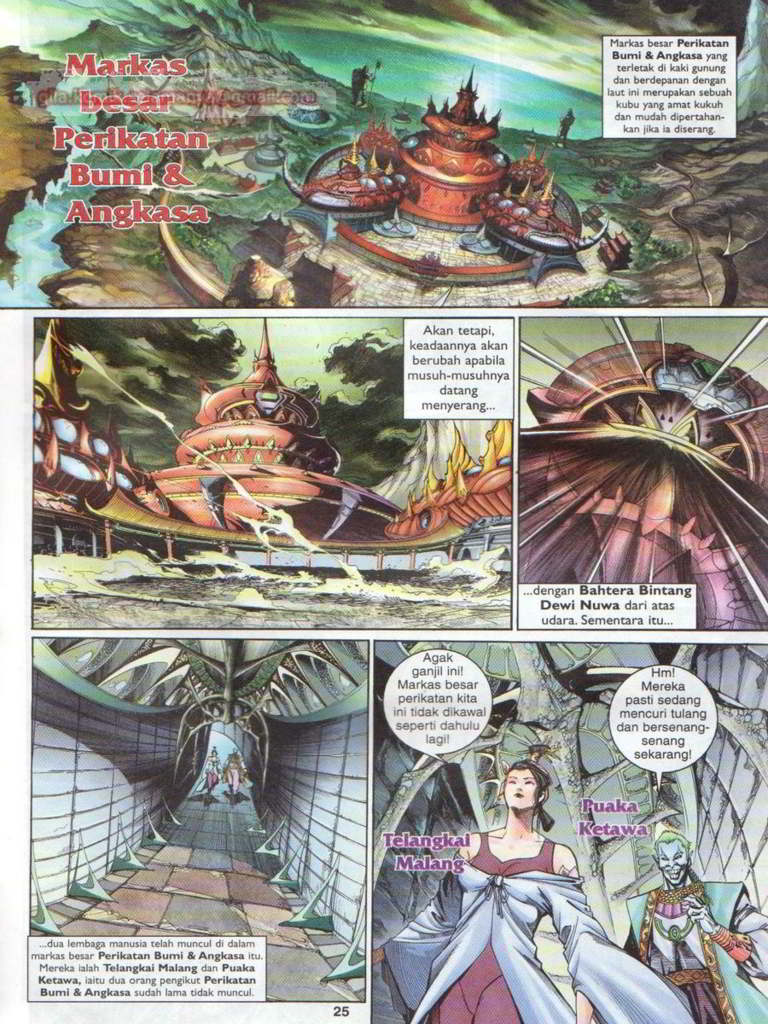 Markas
besar
Perikatan
Bumi &
Angkasa
Markas besar Perikatan
Bumi & Angkasa yang
terletak di kaki gunung
dan berdepanan dengan
laut ini merupakan sebuah
kubu yang amat kukuh
dan mudah dipertahan-
kan jika ia diserang.
Akan tetapi,
keadaannya akan
berubah apabila
musuh-musuhnya
datang
menyerang...
...dengan Bahtera Bintang
Dewi Nuwa dari atas
udara. Sementara itu...
...dua lembaga manusia telah muncul di dalam
markas besar Perikatan Bumi & Angkasa itu.
Mereka ialah Telangkai Malang dan Puaka
Ketawa, iaitu dua orang pengikut Perikatan
Bumi & Angkasa sudah lama tidak muncul.
Agak
ganjil ini!
Markas besar
perikatan kita
ini tidak dikawal
seperti dahulu
lagi!
Hm!
Mereka
pasti sedang
mencuri tulang
dan bersenang-
senang
sekarang!
Telangkai
Malang
Puaka
Ketawa
25